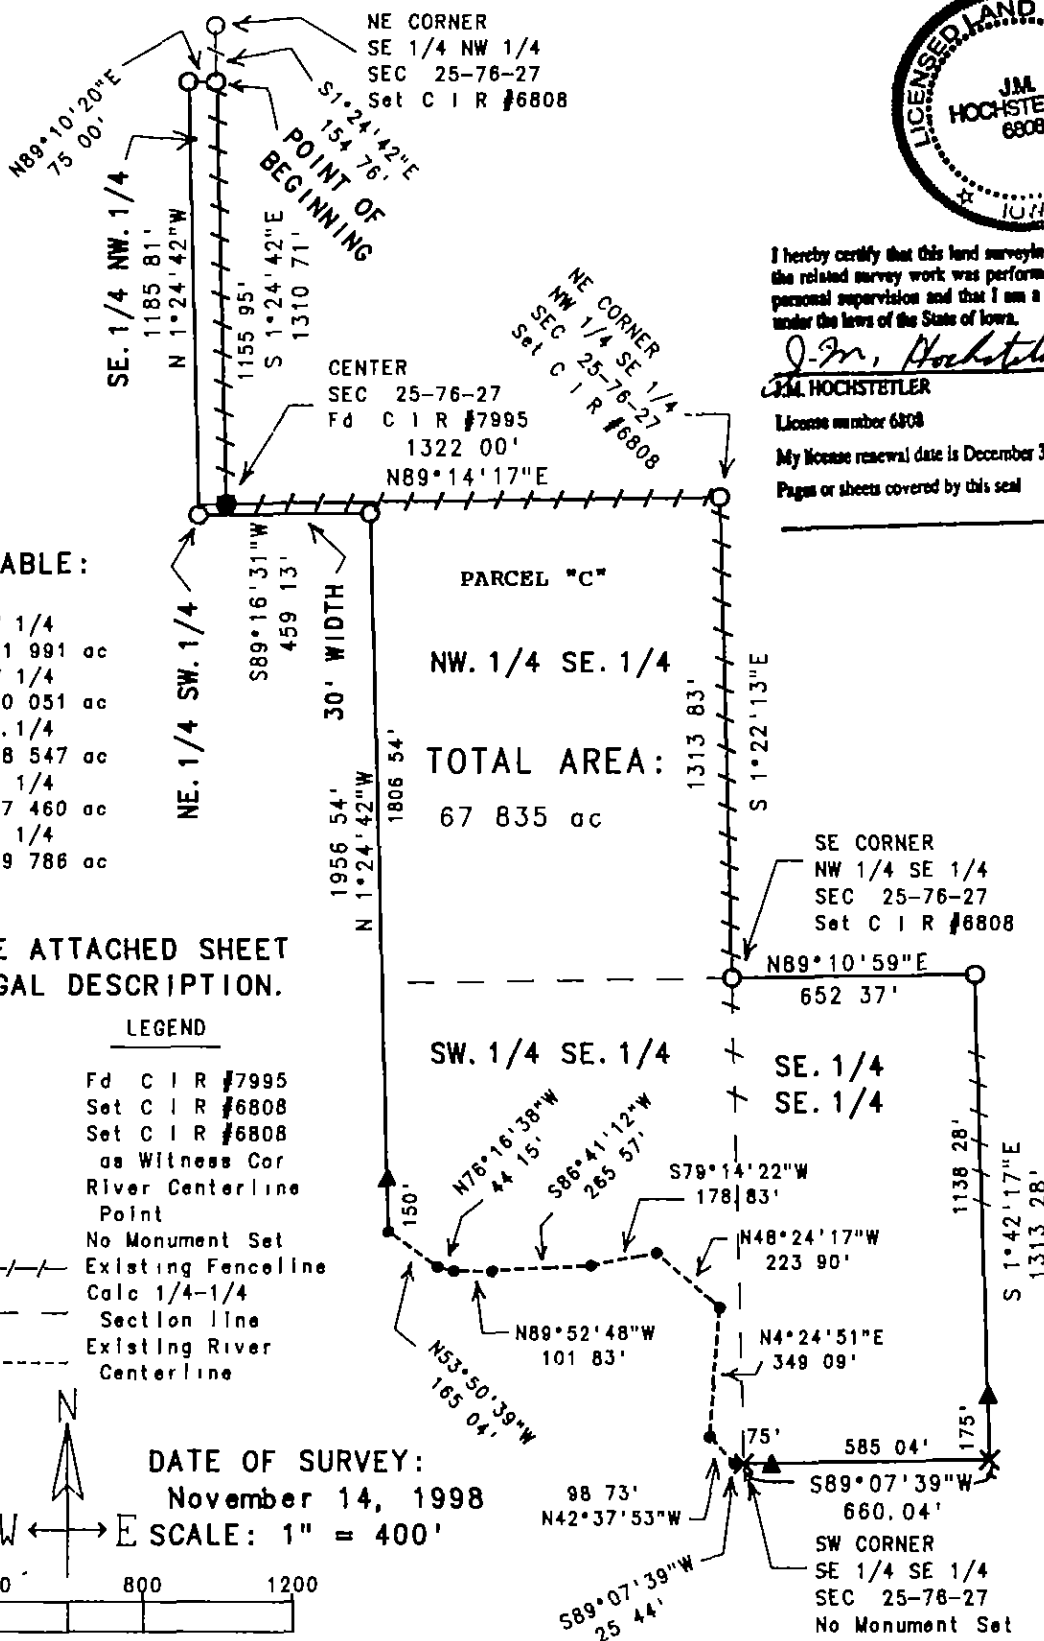 NE CORNER
SE 1/4 NW 1/4
SEC 25-76-27
Set C I R #6808
N89°10'20"E
75 00'
S1°24'42"E
154 76'
POINT OF
BEGINNING
SE. 1/4 NW. 1/4
1185 81'
N 1°24'42"W
1155 95'
S 1°24'42"E
1310 71'
LICENSED LAND
J.M.
6808
I hereby certify that this land
the related survey work was
personal supervision and that I am a
under the laws of the State of Iowa.
J.M. HOCHSTETLER
License number 6808
My license renewal date is December 3
Pages or sheets covered by this seal
CENTER
SEC 25-76-27
Fd C I R #7995
1322 00'
N89°14'17"E
NE CORNER
NW 1/4 SE 1/4
SEC 25-76-27
Set C I R #6808
NE. 1/4 SW. 1/4
S89°16'31"W
459 13'
30' WIDTH
ABLE:
1/4
1 991 ac
1/4
0 051 ac
.1/4
8 547 ac
1/4
7 460 ac
1/4
9 786 ac
PARCEL "C"
NW. 1/4 SE. 1/4
TOTAL AREA:
67 835 ac
1956 54'
N 1°24'42"W
1806 54'
1313 83'
S 1°22'13"E
SE CORNER
NW 1/4 SE 1/4
SEC 25-76-27
Set C I R #6808
N89°10'59"E
652 37'
E ATTACHED SHEET
GAL DESCRIPTION.
LEGEND
Fd C I R #7995
Set C I R #6808
Set C I R #6808
as Witness Cor
River Centerline
Point
No Monument Set
Existing Fenceline
Calc 1/4-1/4
Section line
Existing River
Centerline
SW. 1/4 SE. 1/4
SE. 1/4
SE. 1/4
1138 28'
S 1°42'17"E
1313 28'
150'
N76°16'38"W
44 15'
S86°41'12"W
265 57'
S79°14'22"W
178.83'
N48°24'17"W
223 90'
N53°50'39"W
165 04'
N89°52'48"W
101 83'
N4°24'51"E
349 09'
75'
585 04'
175'
S89°07'39"W
660.04'
98 73'
N42°37'53"W
S89°07'39"W
25 44'
SW CORNER
SE 1/4 SE 1/4
SEC 25-76-27
No Monument Set
N
W E
DATE OF SURVEY:
November 14, 1998
SCALE: 1" = 400'
0 800 1200